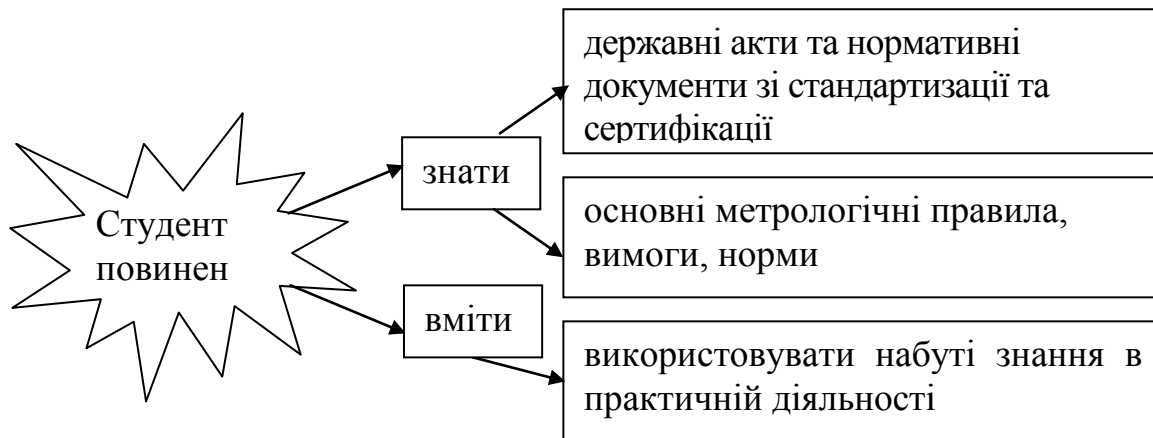 Студент
повинен
знати
державні акти та нормативні
документи зі стандартизації та
сертифікації
основні метрологічні правила,
вимоги, норми
вміти
використовувати набуті знання в
практичній діяльності